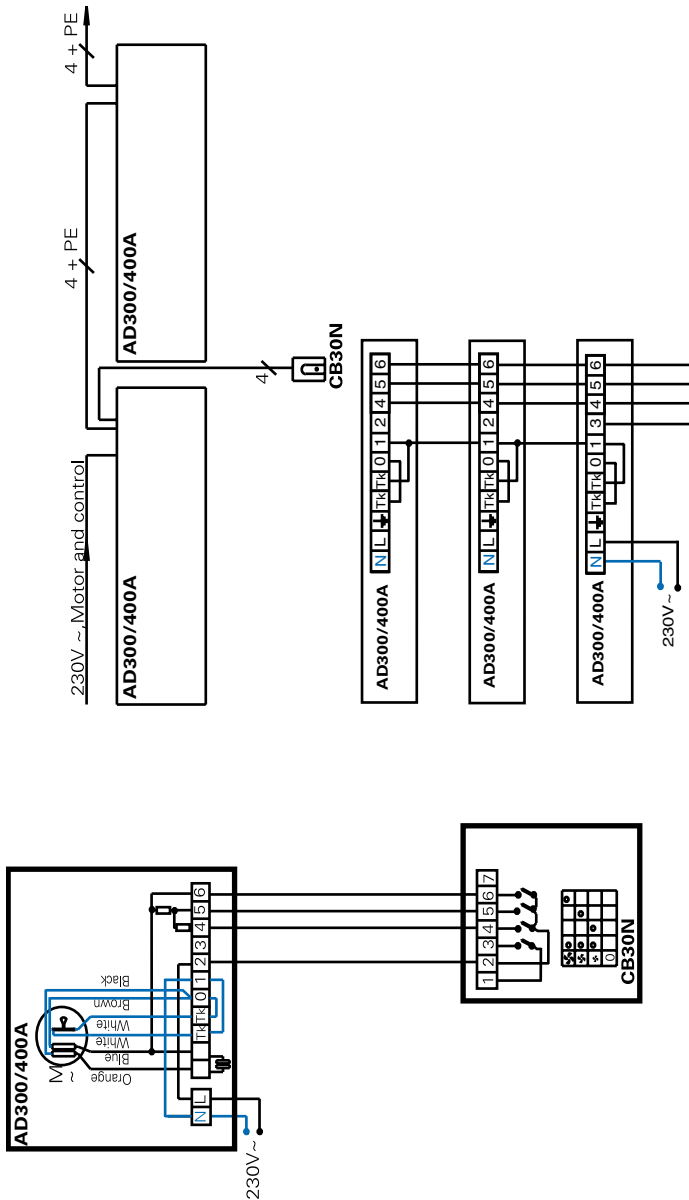 4 + PE
4 + PE
AD300/400A
230V ~, Motor and control
AD300/400A
4
CB30N
AD300/400A
N L Tk Tk 0 1 2 4 5 6
AD300/400A
N L Tk Tk 0 1 2 4 5 6
AD300/400A
N L Tk Tk 0 1 3 4 5 6
230V~
AD300/400A
M
~
Orange
Blue
White
White
Brown
Black
N L
Tk Tk 0 1 2 3 4 5 6
230V~
1 2 3 4 5 6 7
0
CB30N